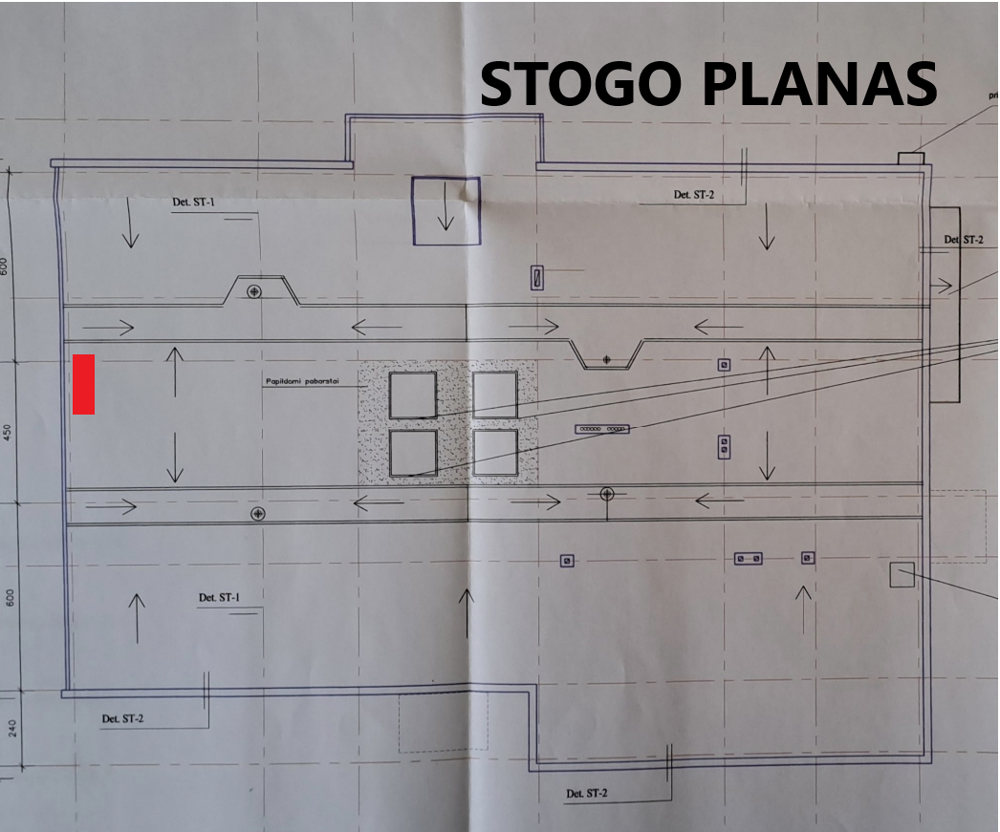 STOGO PLANAS
pri
Det. ST-1
Det. ST-2
Det. ST-2
600
Papildomi pabarstai
450
Det. ST-1
600
Det. ST-2
240
Det. ST-2